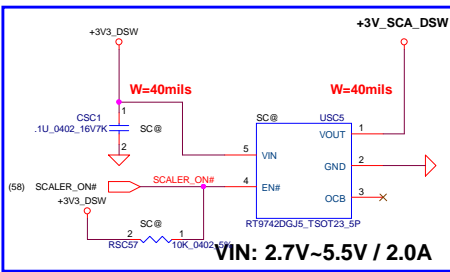 +3V3_DSW
+3V_SCA_DSW
W=40mils
W=40mils
CSC1
1
.1U_0402_16V7K
SC@
2
SC@
USC5
VOUT
1
5
VIN
GND
2
(58)
SCALER_ON#
SCALER_ON#
4
EN#
OCB
3
+3V3_DSW
SC@
RT9742DGJ5_TSOT23_5P
2
1
RSC57
10K_0402_5%
VIN: 2.7V~5.5V / 2.0A